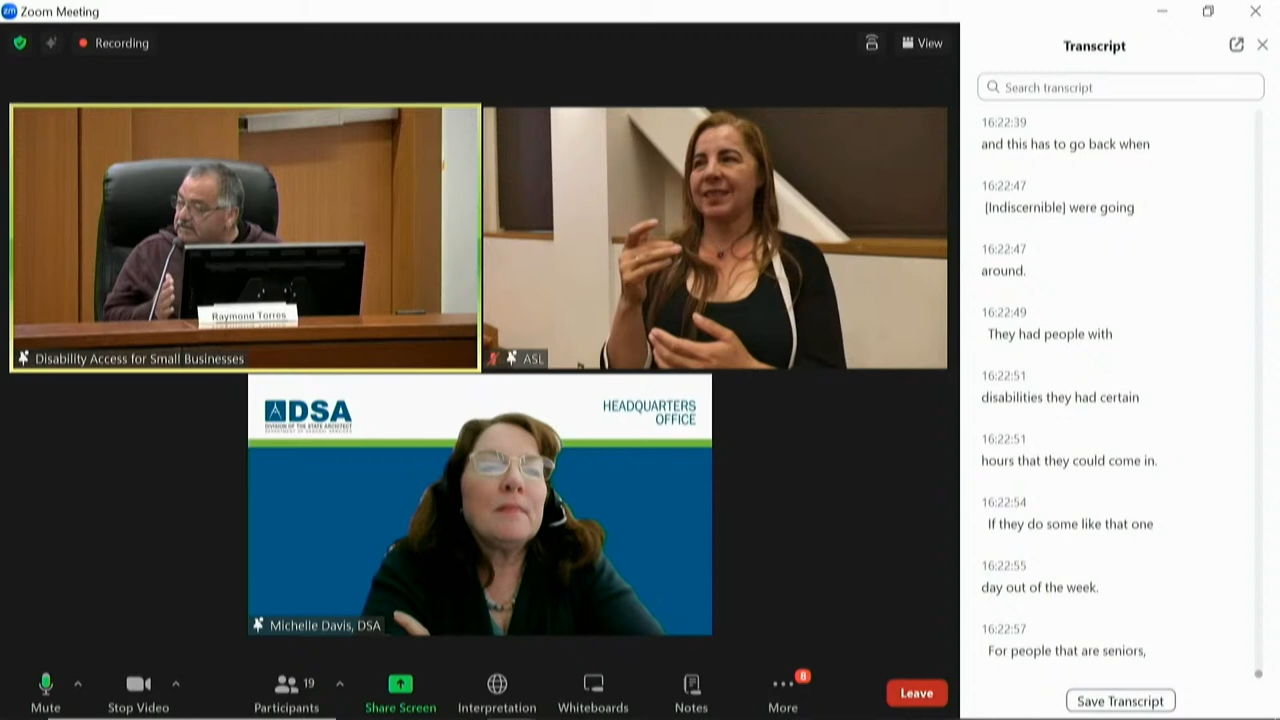 zm Zoom Meeting
Recording
View
Transcript
Search transcript
Raymond Torres
Disability Access for Small Businesses
ASL
DSA
DIVISION OF THE STATE ARCHITECT
DEPARTMENT OF GENERAL SERVICES
HEADQUARTERS
OFFICE
Michelle Davis, DSA
16:22:39
and this has to go back when
16:22:47
[Indiscernible] were going
16:22:47
around.
16:22:49
They had people with
16:22:51
disabilities they had certain
16:22:51
hours that they could come in.
16:22:54
If they do some like that one
16:22:55
day out of the week.
16:22:57
For people that are seniors,
Save Transcript
Mute
Stop Video
19
Participants
Share Screen
Interpretation
Whiteboards
Notes
8
More
Leave